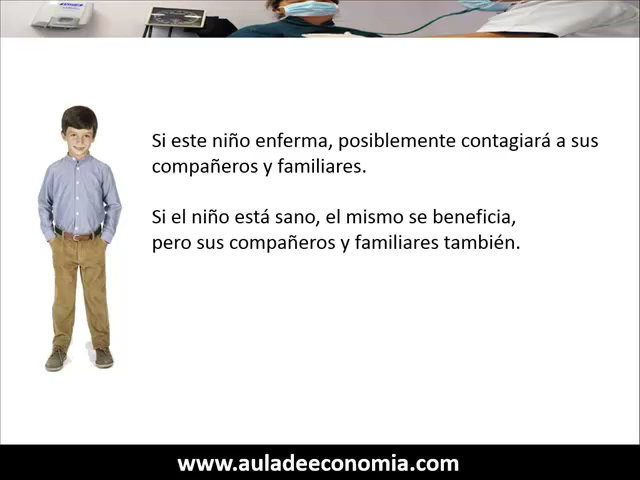 Si este niño enferma, posiblemente contagiará a sus
compañeros y familiares.
Si el niño está sano, el mismo se beneficia,
pero sus compañeros y familiares también.
www.auladeeconomia.com